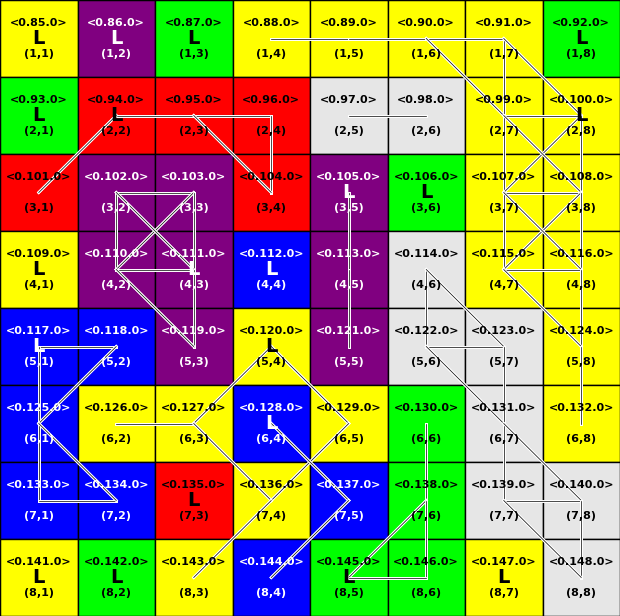 <0.85.0> <0.86.0> <0.87.0> <0.88.0> <0.89.0> <0.90.0> <0.91.0> <0.92.0>
L L L L
(1,1) (1,2) (1,3) (1,4) (1,5) (1,6) (1,7) (1,8)
<0.93.0> <0.94.0> <0.95.0> <0.96.0> <0.97.0> <0.98.0> <0.99.0> <0.100.0>
L L L
(2,1) (2,2) (2,3) (2,4) (2,5) (2,6) (2,7) (2,8)
<0.101.0> <0.102.0> <0.103.0> <0.104.0> <0.105.0> <0.106.0> <0.107.0> <0.108.0>
L L
(3,1) (3,2) (3,3) (3,4) (3,5) (3,6) (3,7) (3,8)
<0.109.0> <0.110.0> <0.111.0> <0.112.0> <0.113.0> <0.114.0> <0.115.0> <0.116.0>
L L L
(4,1) (4,2) (4,3) (4,4) (4,5) (4,6) (4,7) (4,8)
<0.117.0> <0.118.0> <0.119.0> <0.120.0> <0.121.0> <0.122.0> <0.123.0> <0.124.0>
L L
(5,1) (5,2) (5,3) (5,4) (5,5) (5,6) (5,7) (5,8)
<0.125.0> <0.126.0> <0.127.0> <0.128.0> <0.129.0> <0.130.0> <0.131.0> <0.132.0>
L
(6,1) (6,2) (6,3) (6,4) (6,5) (6,6) (6,7) (6,8)
<0.133.0> <0.134.0> <0.135.0> <0.136.0> <0.137.0> <0.138.0> <0.139.0> <0.140.0>
L
(7,1) (7,2) (7,3) (7,4) (7,5) (7,6) (7,7) (7,8)
<0.141.0> <0.142.0> <0.143.0> <0.144.0> <0.145.0> <0.146.0> <0.147.0> <0.148.0>
L L L L
(8,1) (8,2) (8,3) (8,4) (8,5) (8,6) (8,7) (8,8)